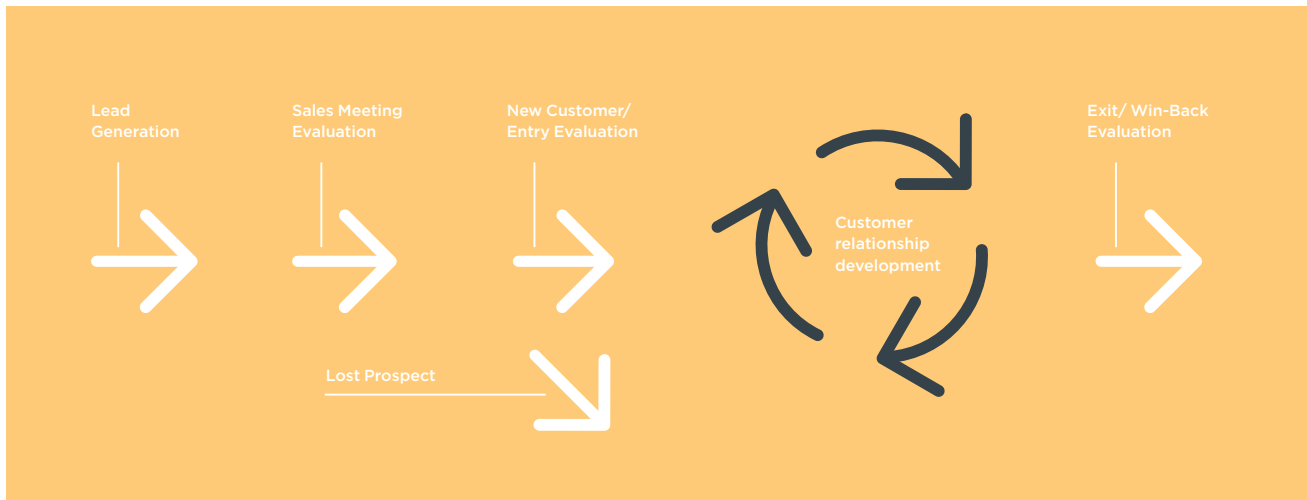 Lead
Generation
Sales Meeting
Evaluation
New Customer/
Entry Evaluation
Customer
relationship
development
Exit/ Win-Back
Evaluation
Lost Prospect